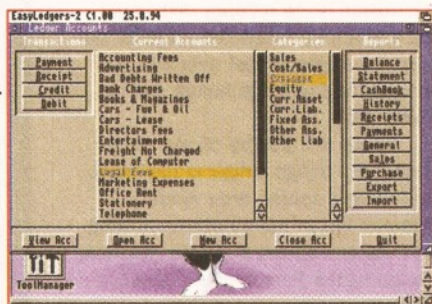 EasyLedgers-2 C1.00 25.8.94
Ledger Accounts
Transactions
Payment
Receipt
Credit
Debit
Current Accounts
Accounting Fees
Advertising
Bad Debts Written Off
Bank Charges
Books & Magazines
Cars - Fuel & Oil
Cars - Lease
Directors Fees
Entertainment
Freight Not Charged
Lease of Computer
Legal Fees
Marketing Expenses
Office Rent
Stationery
Telephone
Categories
Sales
Cost/Sales
Expenses
Equity
Curr.Asset
Curr.Liab.
Fixed Ass.
Other Ass.
Other Liab
Reports
Balance
Statement
CashBook
History
Receipts
Payments
General
Sales
Purchase
Export
Import
View Acc
Open Acc
New Acc
Close Acc
Quit
ToolManager